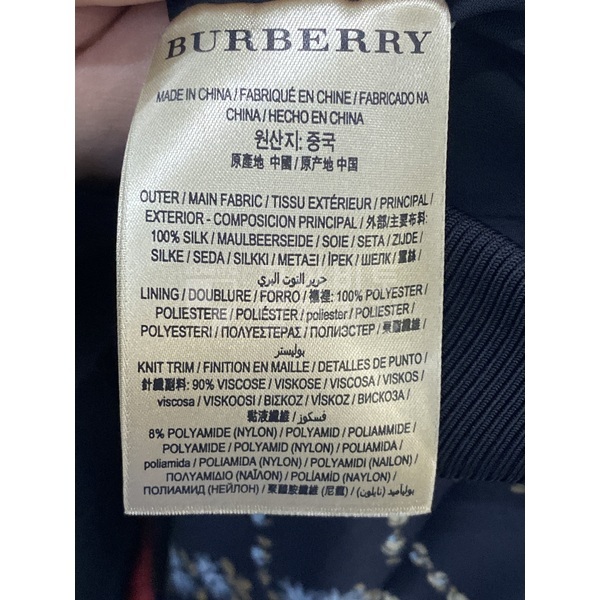 BURBERRY
MADE IN CHINA / FABRIQUÉ EN CHINE / FABRICADO NA
CHINA / HECHO EN CHINA
원산지: 중국
原產地 中國 / 原产地 中国
OUTER / MAIN FABRIC / TISSU EXTÉRIEUR / PRINCIPAL /
EXTERIOR - COMPOSICION PRINCIPAL / 外部/主要布料:
100% SILK / MAULBEERSEIDE / SOIE / SETA / ZIJDE /
SILKE / SEDA / SILKKI / ΜΕΤΑΞΙ / İPEK / ШЕЛК / 蠶絲 /
حرير التوت البري
LINING / DOUBLURE / FORRO / 襯裡: 100% POLYESTER /
POLIESTERE / POLIÉSTER / poliester / POLIESTER /
POLYESTERI / ΠΟΛΥΕΣΤΕΡΑΣ / ПОЛИЭСТЕР / 聚酯纖維 /
بوليستر
KNIT TRIM / FINITION EN MAILLE / DETALLES DE PUNTO /
針織副料: 90% VISCOSE / VISKOSE / VISCOSA / VISKOS /
viscosa / VISKOOSI / ΒΙΣΚΟΖ / VİSKOZ / ВИСКОЗА /
黏液纖維 / فسكوز
8% POLYAMIDE (NYLON) / POLYAMID / POLIAMMIDE /
POLYAMIDE / POLYAMID (NYLON) / POLIAMIDA /
poliamida / POLIAMIDA (NYLON) / POLYAMIDI (NAILON) /
ΠΟΛΥΑΜΙΔΙΟ (ΝΑΪΛΟΝ) / POLİAMİD (NAYLON) /
ПОЛИАМИД (НЕЙЛОН) / 聚醯胺纖維 (尼龍) / بولياميد (نايلون) /